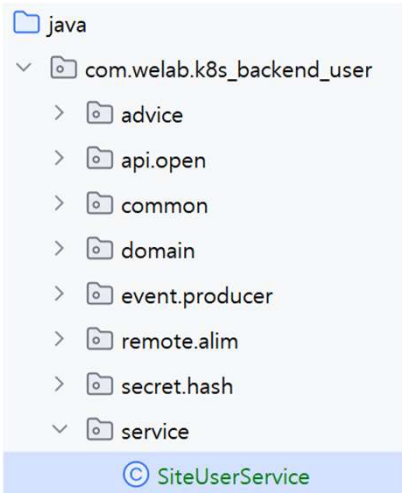 java
com.welab.k8s_backend_user
advice
api.open
common
domain
event.producer
remote.alim
secret.hash
service
SiteUserService